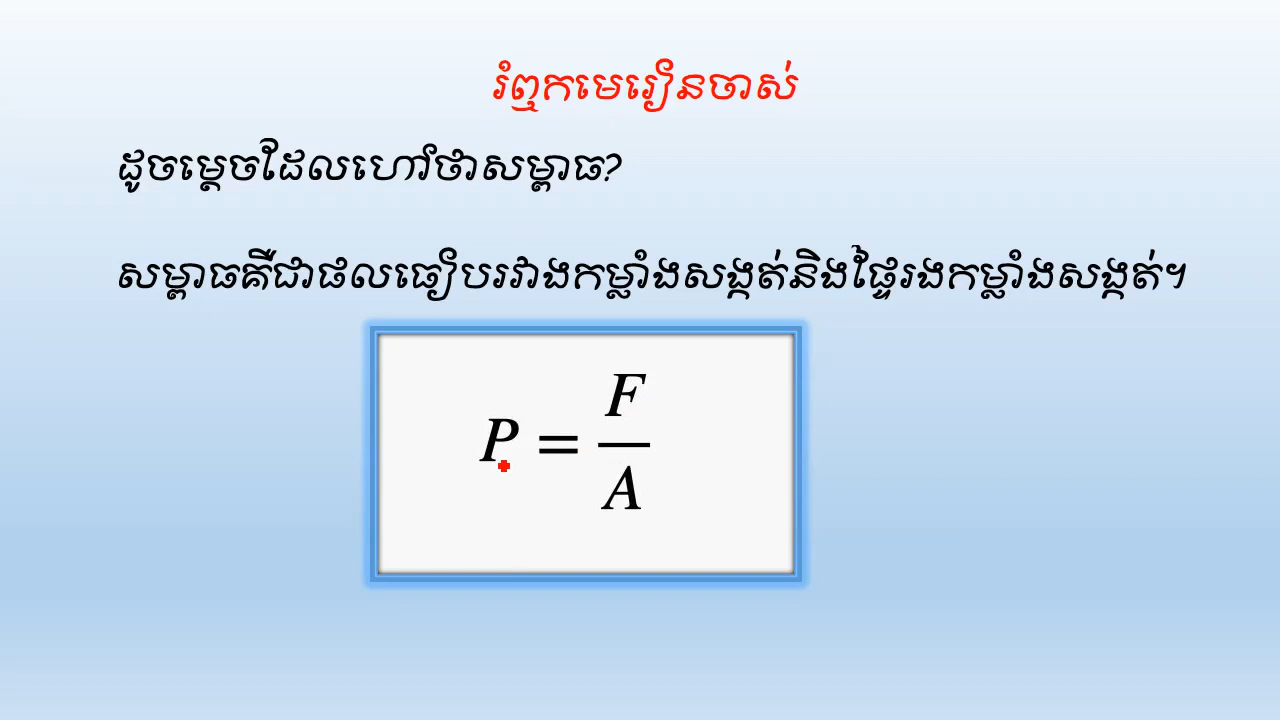 រំឮកមេរៀនចាស់
ដូចម្ដេចដែលហៅថាសម្ពាធ?
សម្ពាធគឺជាផលធៀបរវាងកម្លាំងសង្កត់និងផ្ទៃរងកម្លាំងសង្កត់។
P = F/A